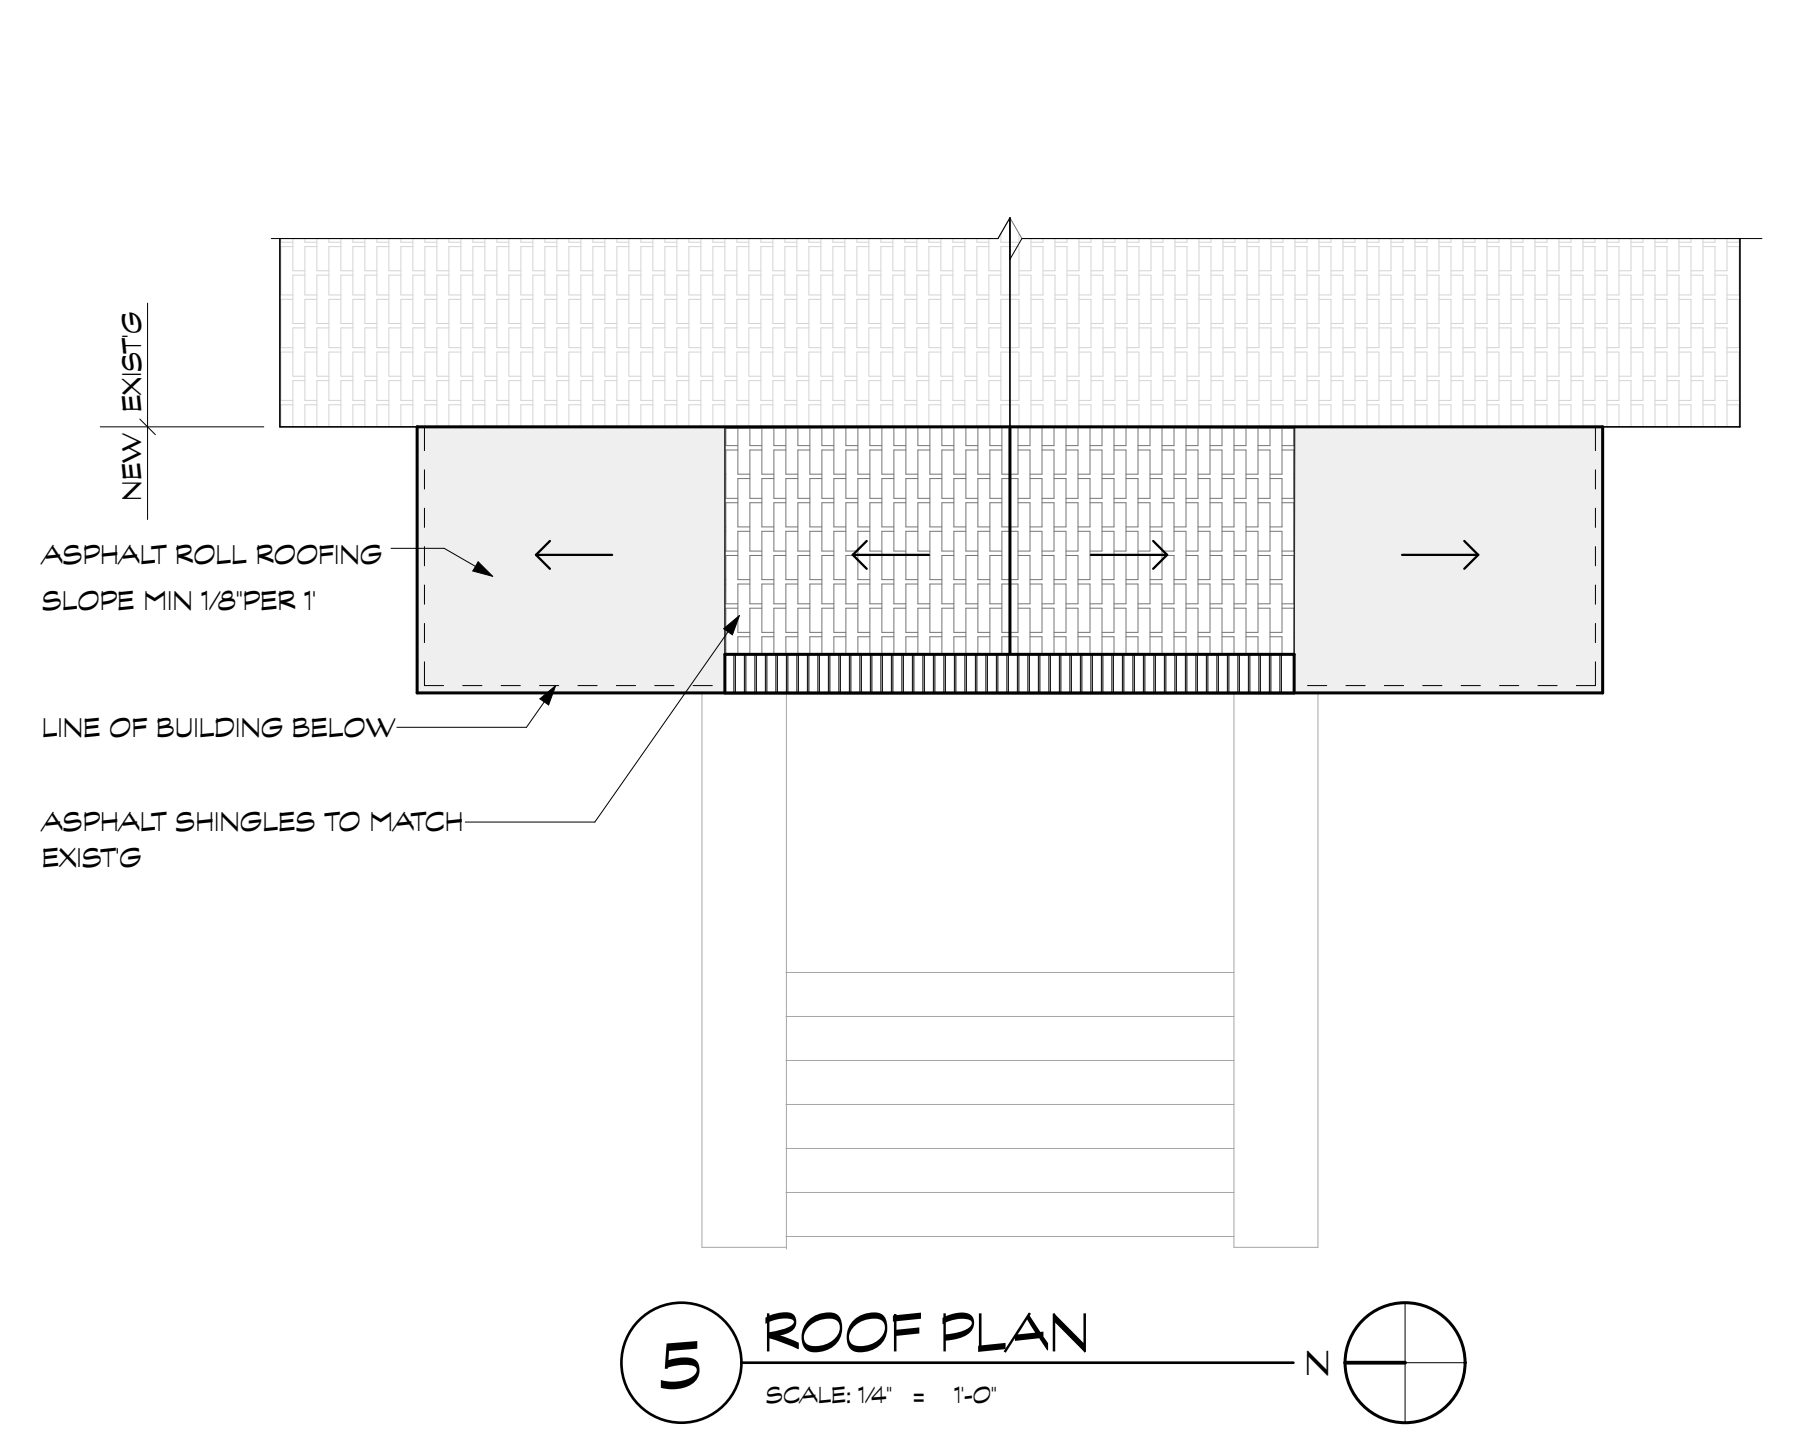 EXIST'G
NEW
ASPHALT ROLL ROOFING
SLOPE MIN 1/8"PER 1'
LINE OF BUILDING BELOW
ASPHALT SHINGLES TO MATCH
EXIST'G
5
ROOF PLAN
SCALE: 1/4" = 1'-0"
N